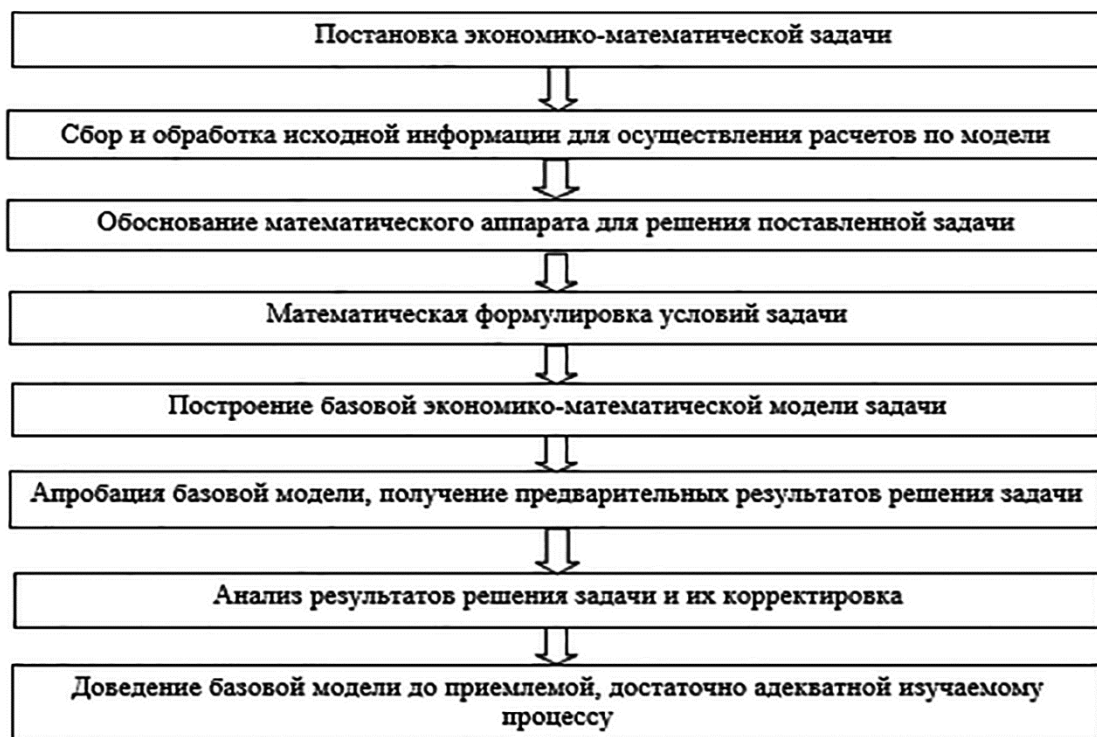 Постановка экономико-математической задачи
Сбор и обработка исходной информации для осуществления расчетов по модели
Обоснование математического аппарата для решения поставленной задачи
Математическая формулировка условий задачи
Построение базовой экономико-математической модели задачи
Апробация базовой модели, получение предварительных результатов решения задачи
Анализ результатов решения задачи и их корректировка
Доведение базовой модели до приемлемой, достаточно адекватной изучаемому
процессу